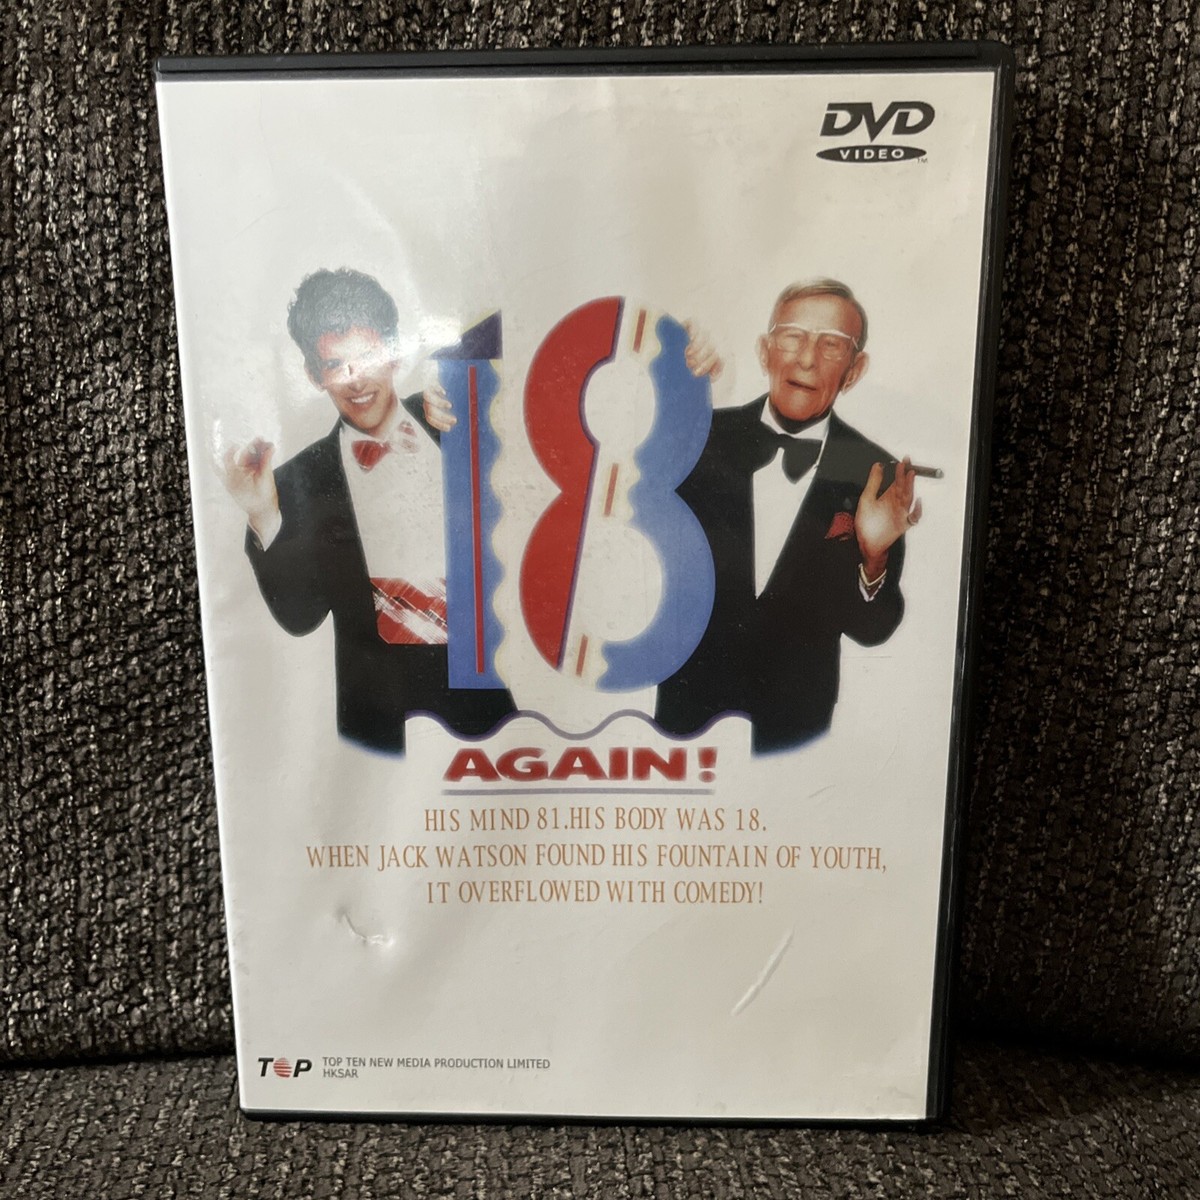 DVD
VIDEO™
18
AGAIN!
HIS MIND 81.HIS BODY WAS 18.
WHEN JACK WATSON FOUND HIS FOUNTAIN OF YOUTH,
IT OVERFLOWED WITH COMEDY!
TOP TOP TEN NEW MEDIA PRODUCTION LIMITED
HKSAR